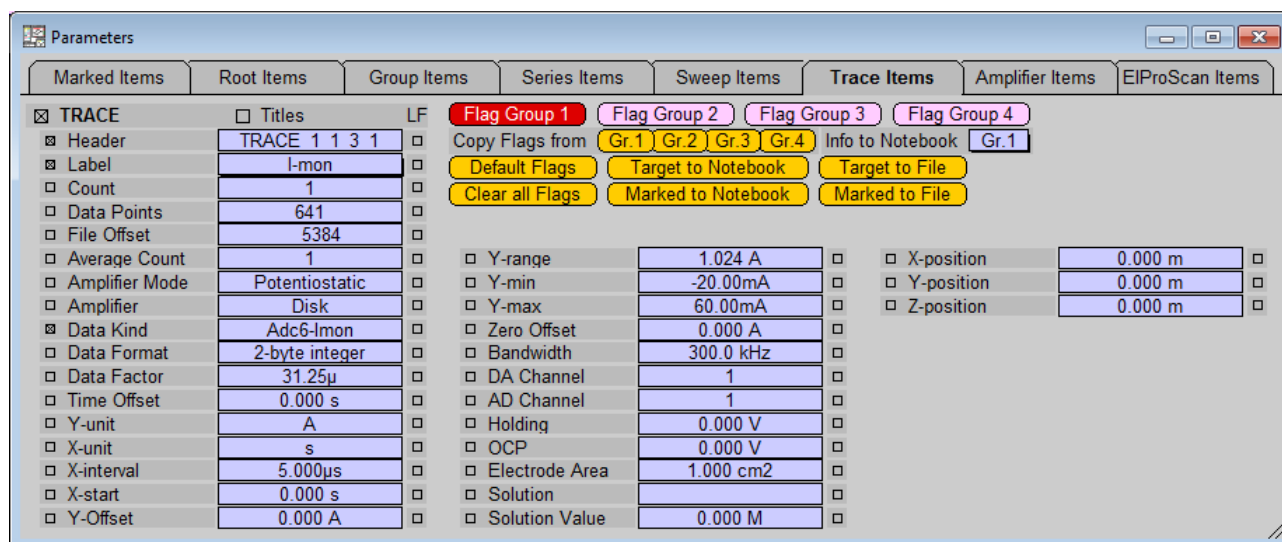 Parameters
Marked Items Root Items Group Items Series Items Sweep Items Trace Items Amplifier Items ElProScan Items
TRACE Titles LF Flag Group 1 Flag Group 2 Flag Group 3 Flag Group 4
Header TRACE 1 1 3 1 Copy Flags from Gr.1 Gr.2 Gr.3 Gr.4 Info to Notebook Gr.1
Label I-mon Default Flags Target to Notebook Target to File
Count 1 Clear all Flags Marked to Notebook Marked to File
Data Points 641
File Offset 5384
Average Count 1 Y-range 1.024 A X-position 0.000 m
Amplifier Mode Potentiostatic Y-min -20.00mA Y-position 0.000 m
Amplifier Disk Y-max 60.00mA Z-position 0.000 m
Data Kind Adc6-Imon Zero Offset 0.000 A
Data Format 2-byte integer Bandwidth 300.0 kHz
Data Factor 31.25µ DA Channel 1
Time Offset 0.000 s AD Channel 1
Y-unit A Holding 0.000 V
X-unit s OCP 0.000 V
X-interval 5.000µs Electrode Area 1.000 cm2
X-start 0.000 s Solution
Y-Offset 0.000 A Solution Value 0.000 M